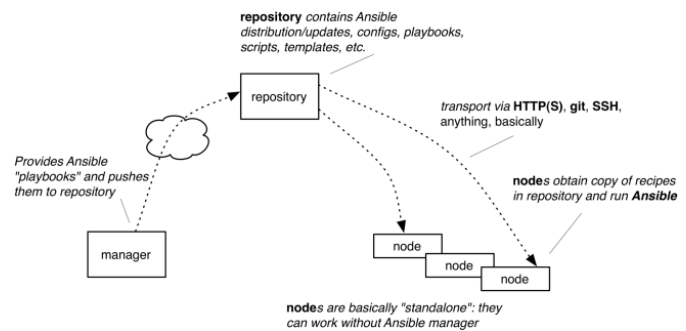 repository contains Ansible
distribution/updates, configs, playbooks,
scripts, templates, etc.
repository
transport via HTTP(S), git, SSH,
anything, basically
Provides Ansible
"playbooks" and pushes
them to repository
nodes obtain copy of recipes
in repository and run Ansible
manager
node
node
node
nodes are basically "standalone": they
can work without Ansible manager